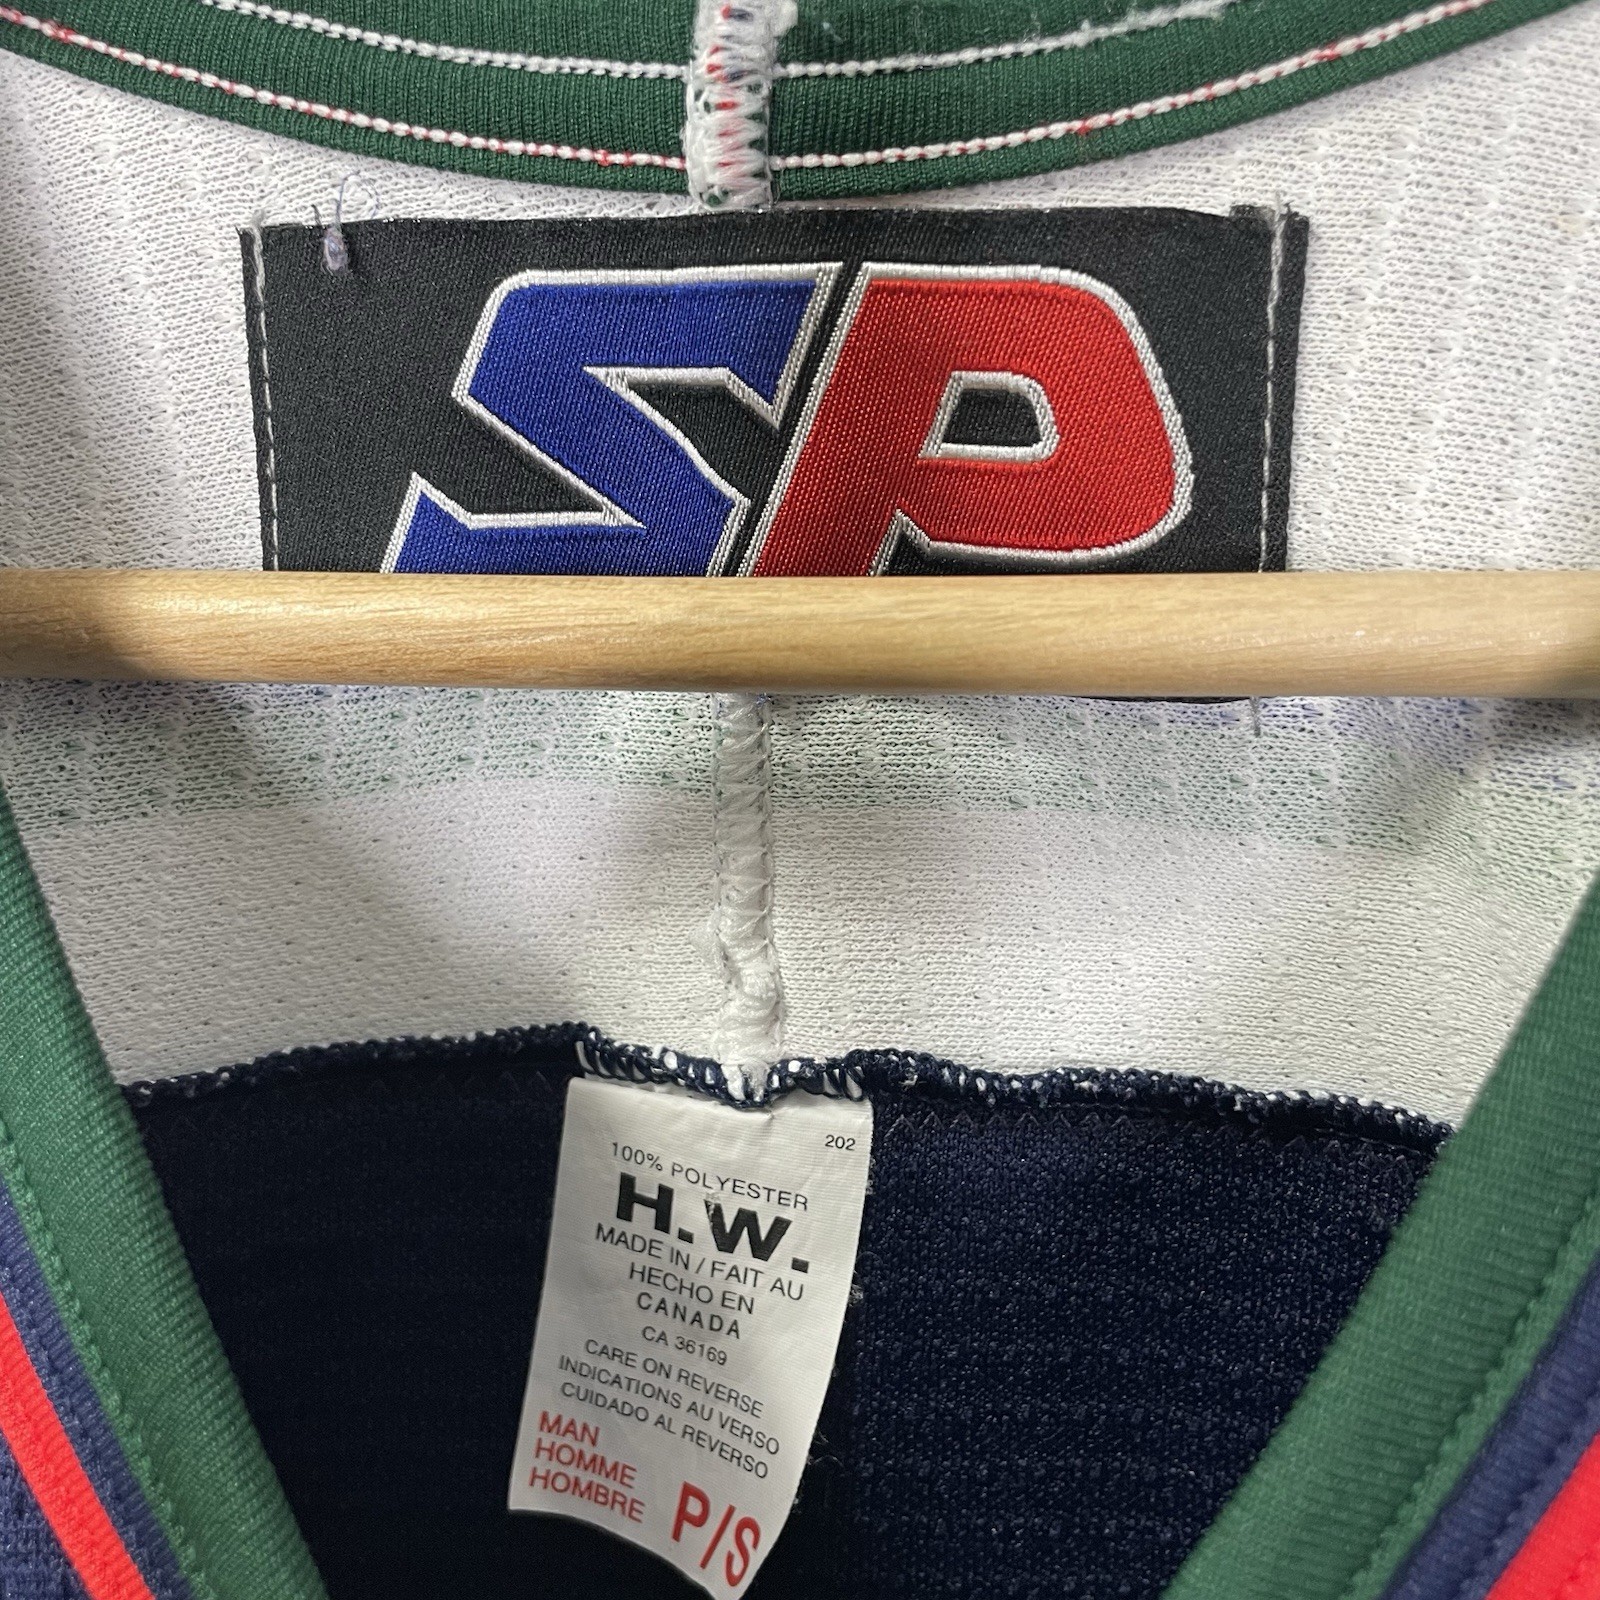 SP
202
100% POLYESTER
H.W.
MADE IN / FAIT AU
HECHO EN
CANADA
CA 36169
CARE ON REVERSE
INDICATIONS AU VERSO
CUIDADO AL REVERSO
MAN
HOMME
HOMBRE
P/S